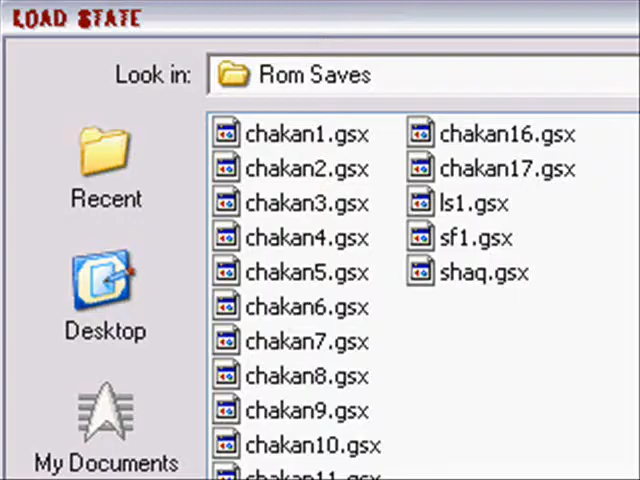 LOAD STATE
Look in: Rom Saves
Recent
Desktop
My Documents
chakan1.gsx
chakan2.gsx
chakan3.gsx
chakan4.gsx
chakan5.gsx
chakan6.gsx
chakan7.gsx
chakan8.gsx
chakan9.gsx
chakan10.gsx
chakan11.gsx
chakan16.gsx
chakan17.gsx
ls1.gsx
sf1.gsx
shaq.gsx